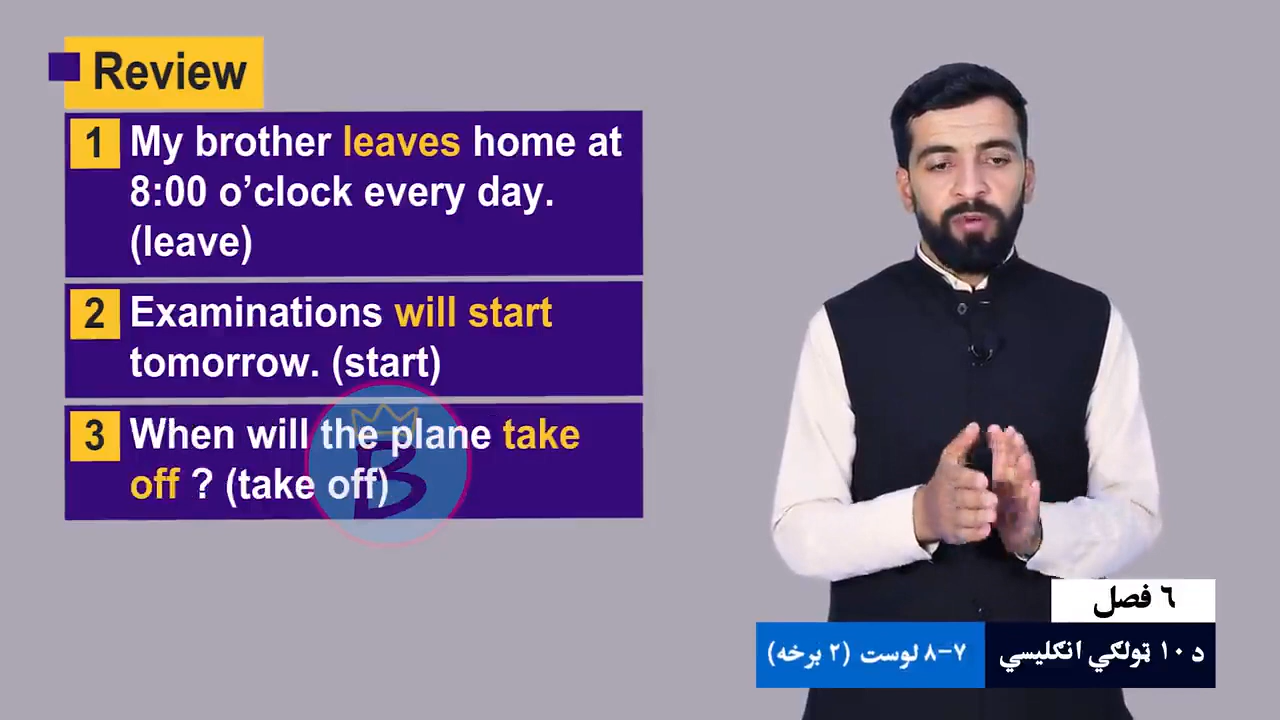 Review
1 My brother leaves home at
8:00 o’clock every day.
(leave)
2 Examinations will start
tomorrow. (start)
3 When will the plane take
off ? (take off)
B
٦ فصل
د ١٠ ټولګي انګلیسي
٧-٨ لوست (٢ برخه)